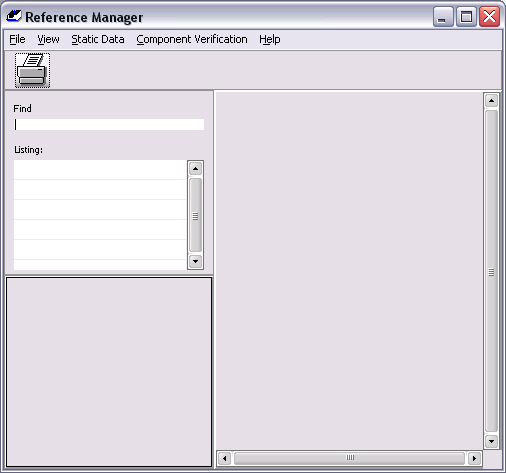 Reference Manager
File View Static Data Component Verification Help
Find
Listing: